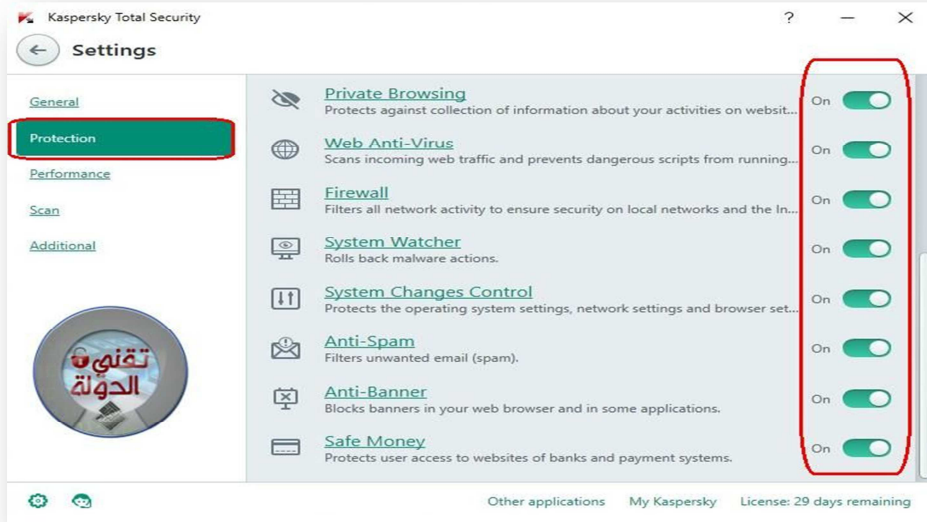 Kaspersky Total Security
?
Settings
General
Protection
Performance
Scan
Additional
Private Browsing
On
Protects against collection of information about your activities on websit...
Web Anti-Virus
On
Scans incoming web traffic and prevents dangerous scripts from running...
Firewall
On
Filters all network activity to ensure security on local networks and the In...
System Watcher
On
Rolls back malware actions.
System Changes Control
On
Protects the operating system settings, network settings and browser set...
Anti-Spam
On
Filters unwanted email (spam).
Anti-Banner
On
Blocks banners in your web browser and in some applications.
Safe Money
On
Protects user access to websites of banks and payment systems.
تقني
الدولة
Other applications My Kaspersky License: 29 days remaining